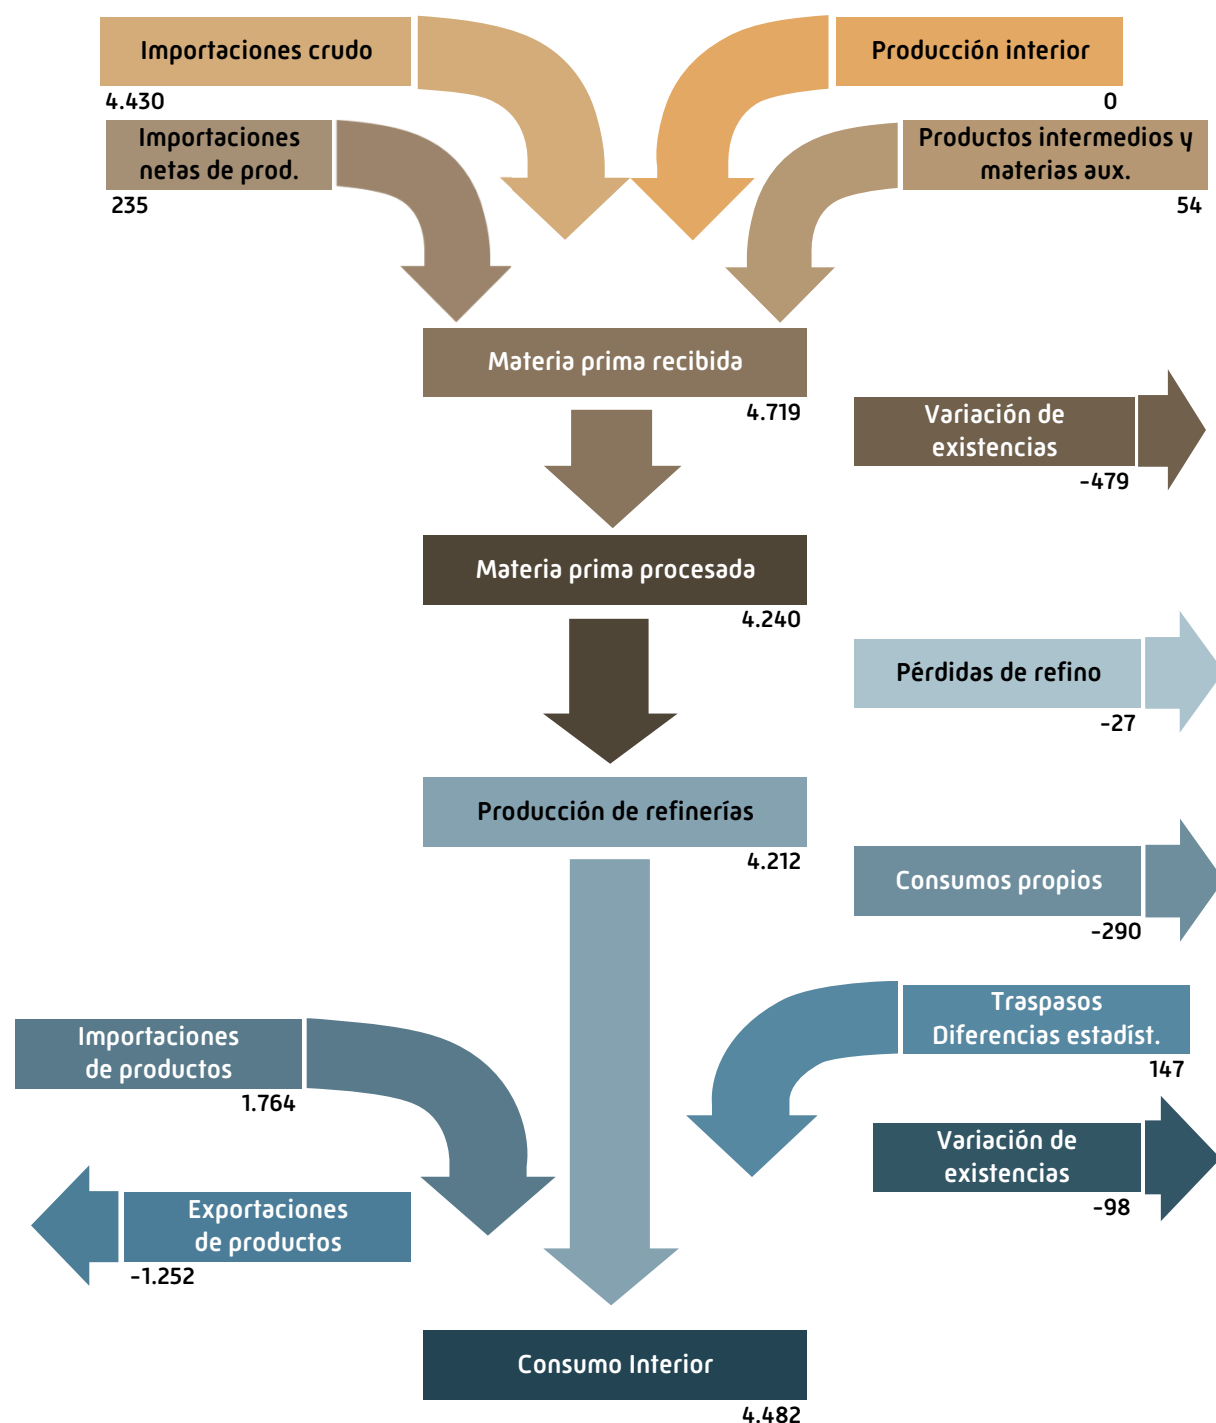 Importaciones crudo
4.430
Producción interior
0
Importaciones
netas de prod.
235
Productos intermedios y
materias aux.
54
Materia prima recibida
4.719
Variación de
existencias
-479
Materia prima procesada
4.240
Pérdidas de refino
-27
Producción de refinerías
4.212
Consumos propios
-290
Traspasos
Diferencias estadíst.
147
Importaciones
de productos
1.764
Variación de
existencias
-98
Exportaciones
de productos
-1.252
Consumo Interior
4.482